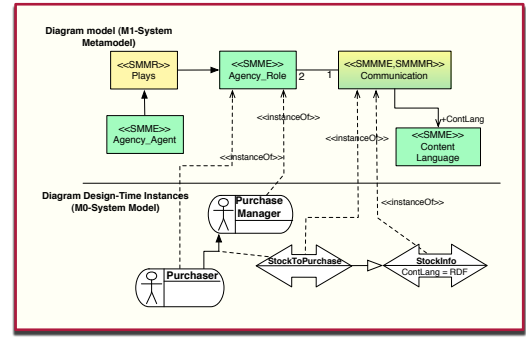 Diagram model (M1-System
Metamodel)
<<SMMR>>
Plays
<<SMME>>
Agency_Role
2
1
<<SMMME,SMMMR>>
Communication
<<instanceOf>>
<<instanceOf>>
+ContLang
<<SMME>>
Agency_Agent
<<SMME>>
Content
Language
<<instanceOf>>
Diagram Design-Time Instances
(M0-System Model)
Purchase
Manager
<<instanceOf>>
StockToPurchase
StockInfo
ContLang = RDF
Purchaser